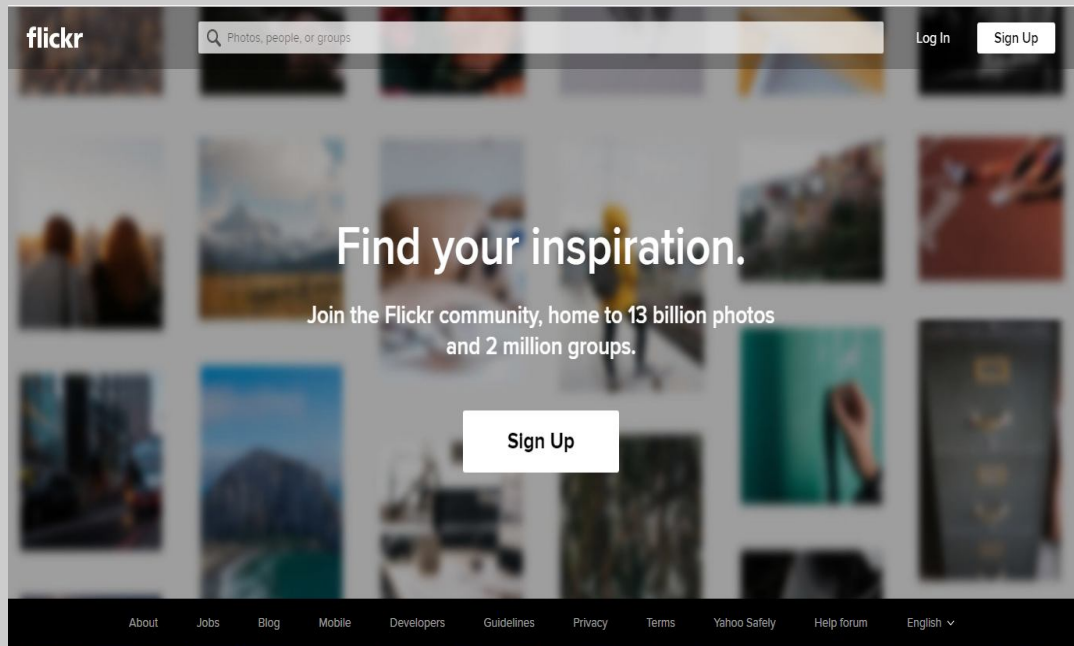 flickr
Photos, people, or groups
Log In
Sign Up
Find your inspiration.
Join the Flickr community, home to 13 billion photos
and 2 million groups.
Sign Up
About Jobs Blog Mobile Developers Guidelines Privacy Terms Yahoo Safely Help forum English